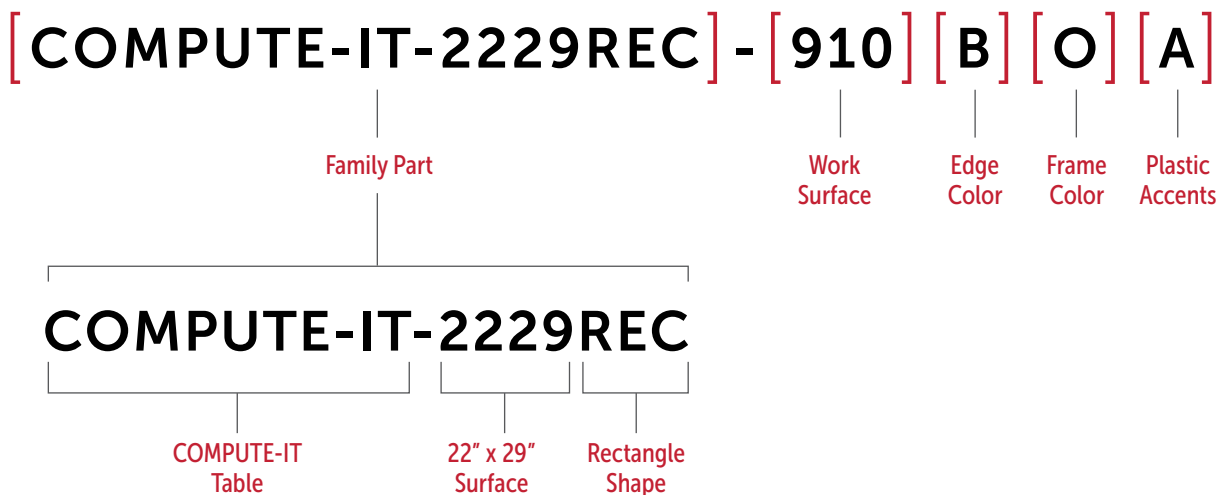 [COMPUTE-IT-2229REC]-[910][B][O][A]
Family Part
Work
Surface
Edge
Color
Frame
Color
Plastic
Accents
COMPUTE-IT-2229REC
COMPUTE-IT
Table
22” x 29”
Surface
Rectangle
Shape